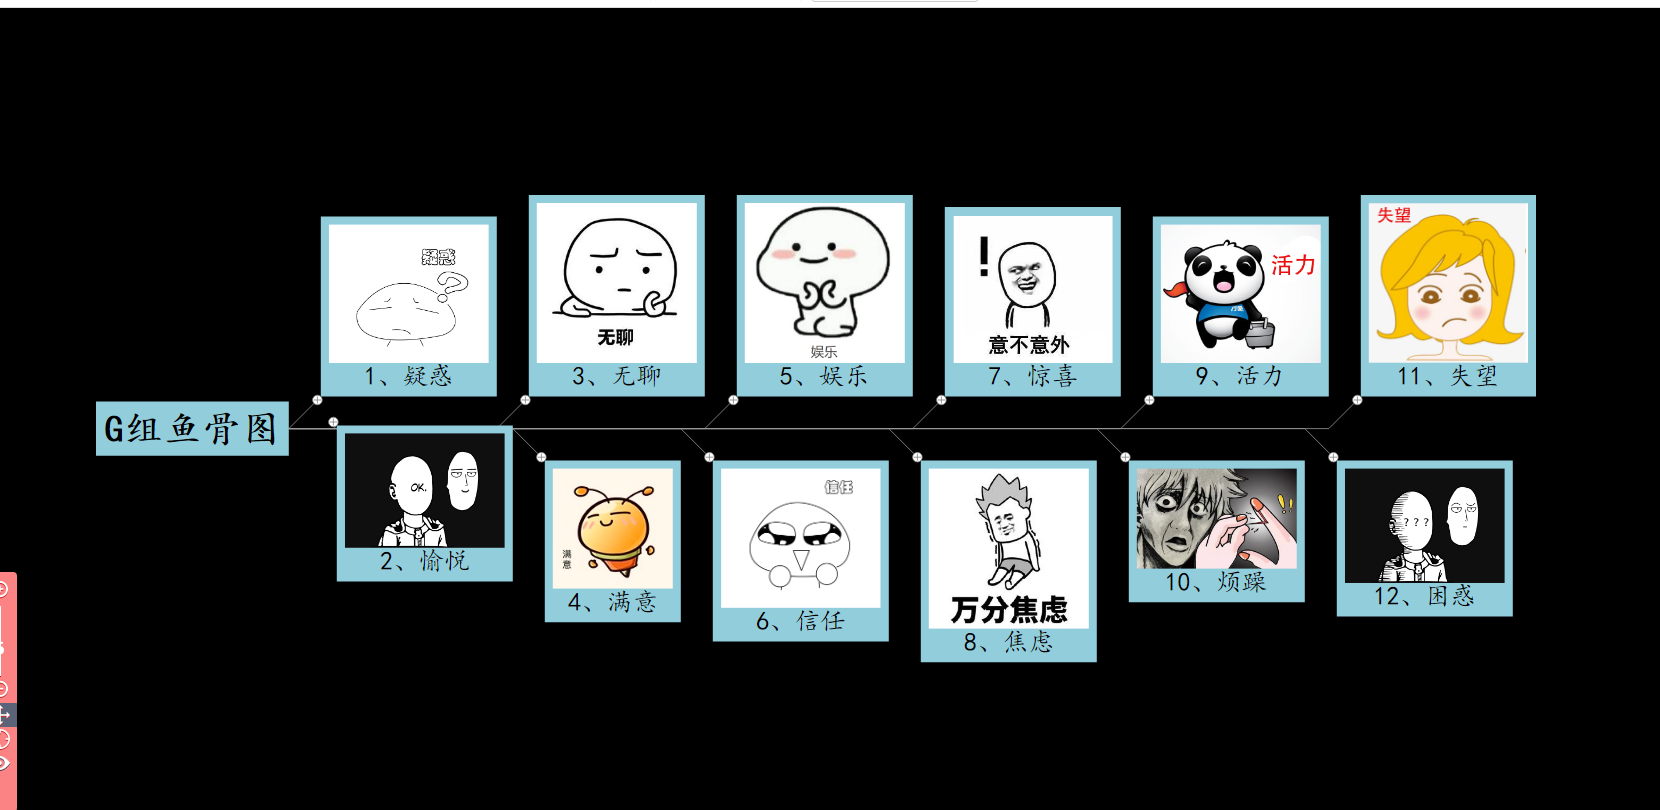 疑惑
?
1、疑惑
无聊
3、无聊
娱乐
5、娱乐
!
意不意外
7、惊喜
活力
9、活力
失望
11、失望
G组鱼骨图
OK.
2、愉悦
满意
4、满意
信任
6、信任
万分焦虑
8、焦虑
10、烦躁
? ? ?
12、困惑